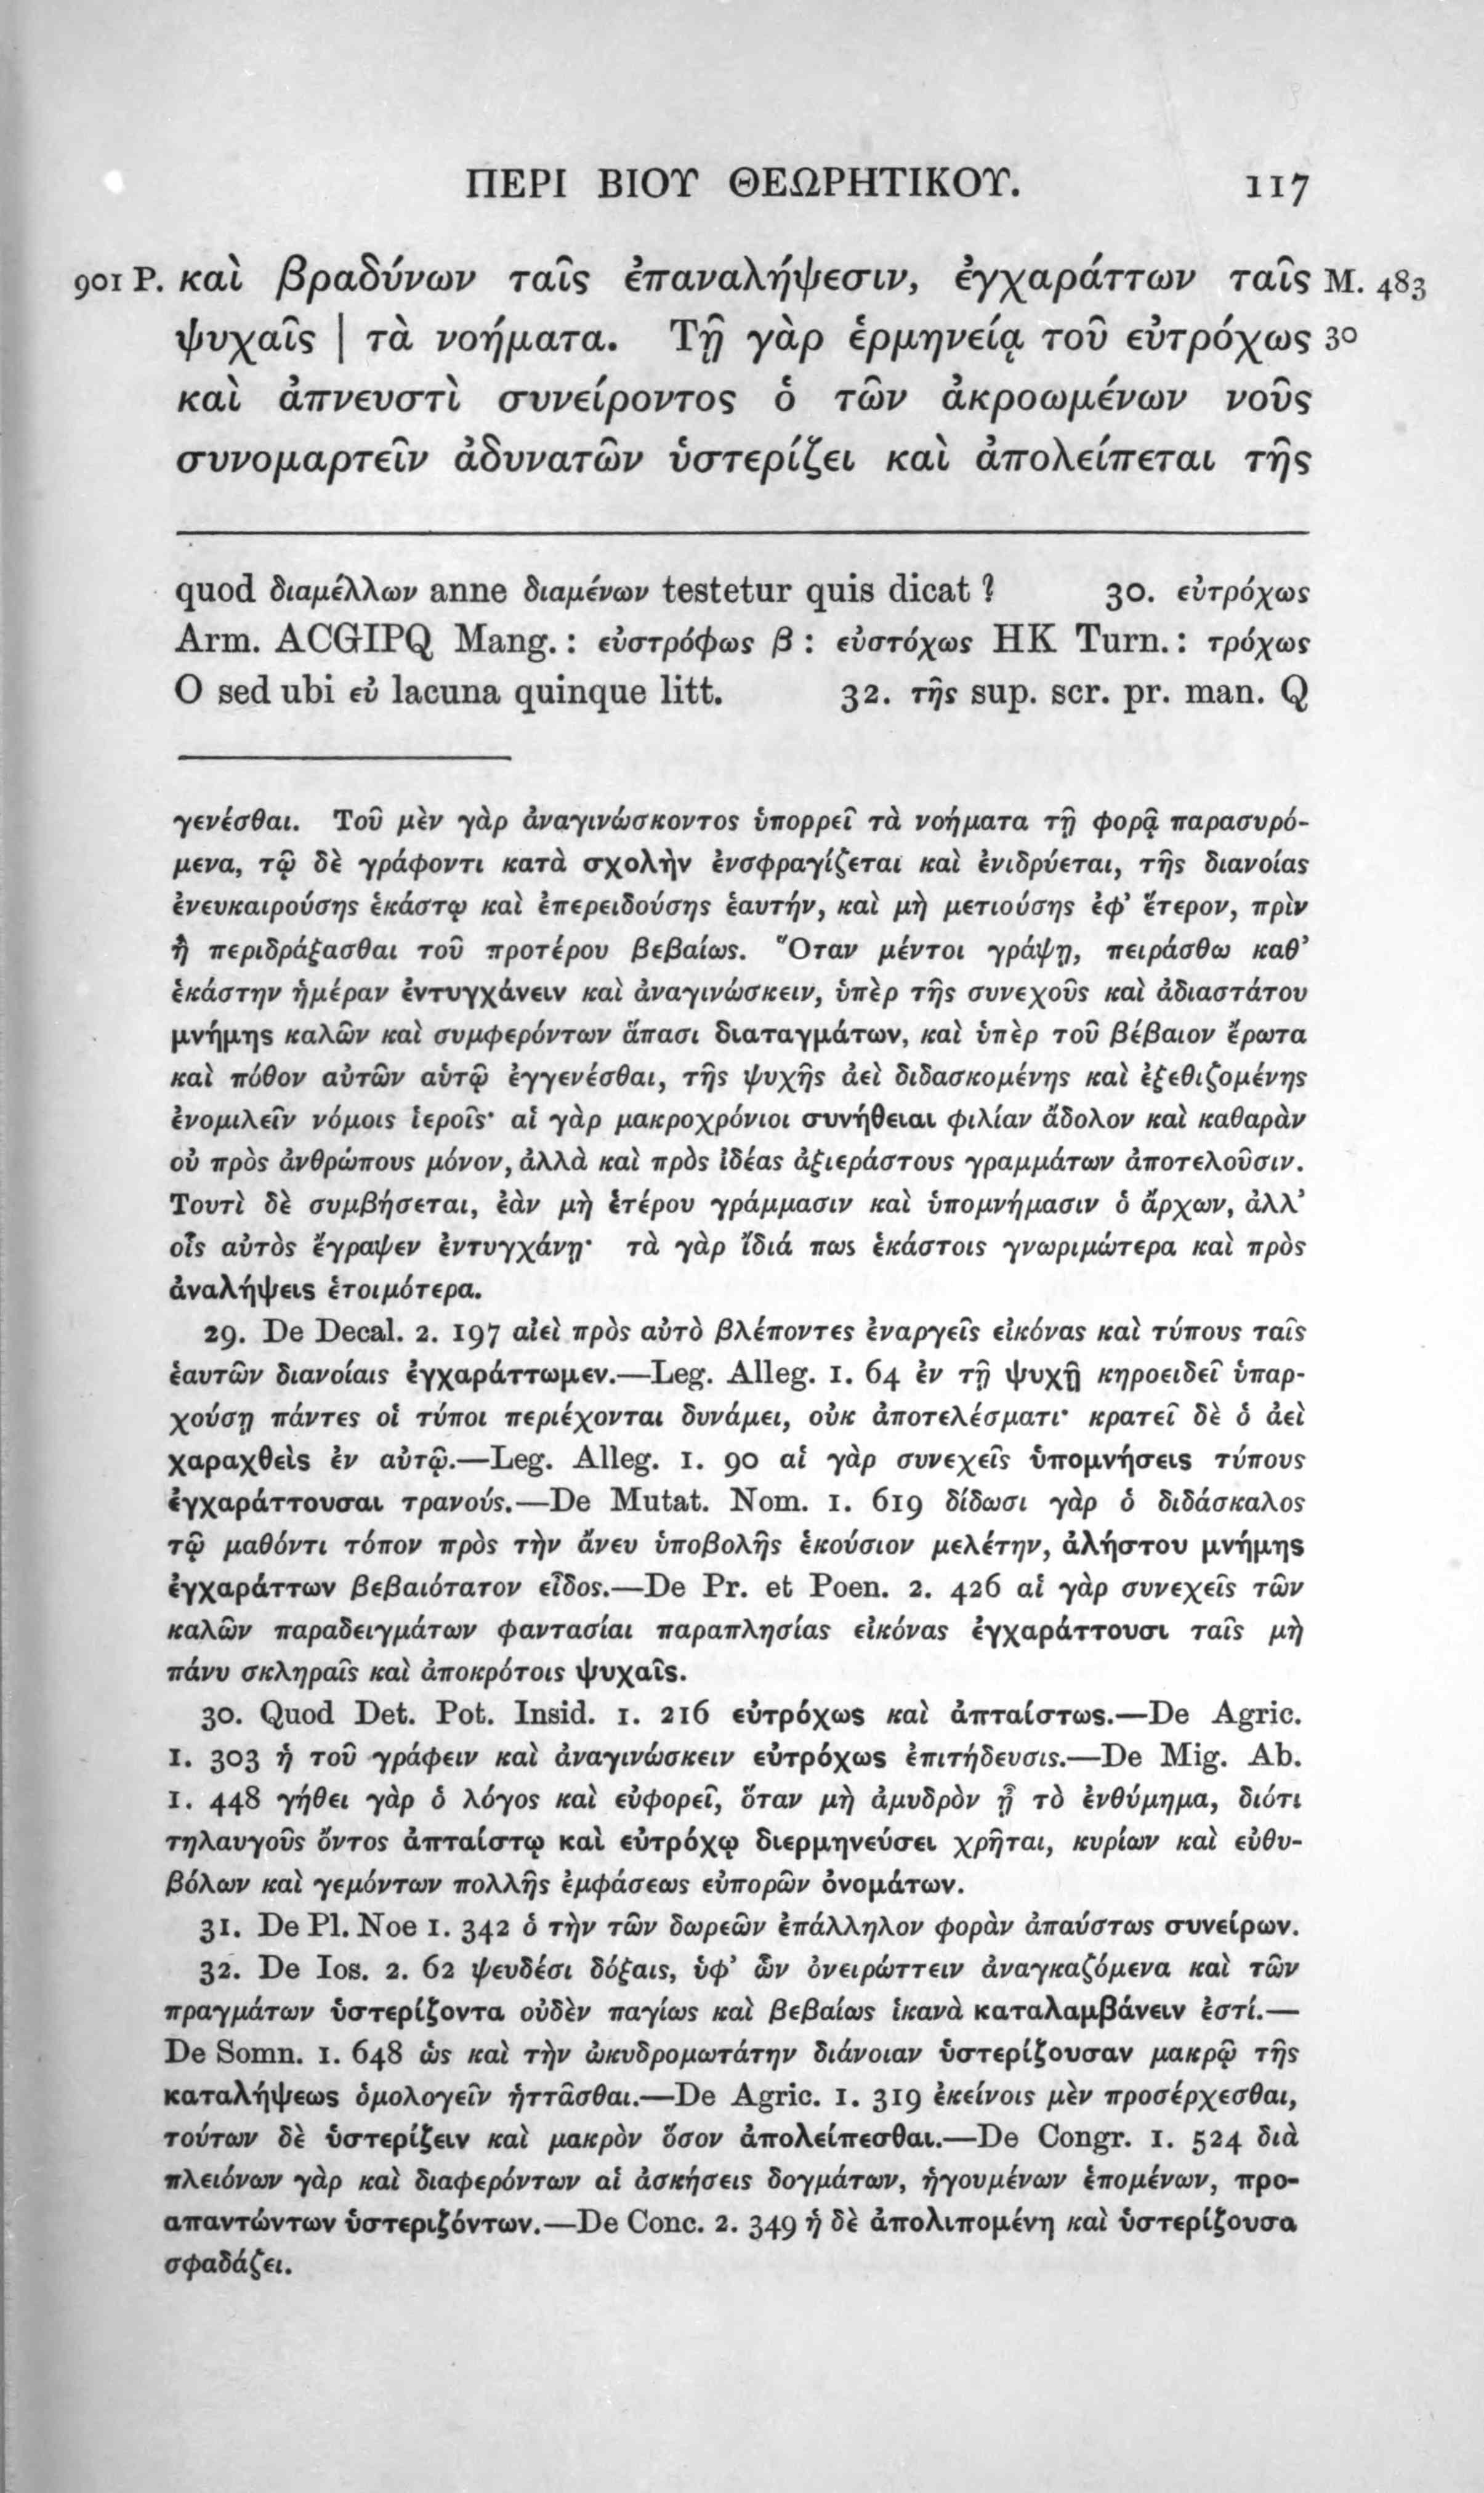 ΠΕΡΙ ΒΙΟΥ ΘΕΩΡΗΤΙΚΟΥ. 117
901 P. καὶ βραδύνων ταῖς ἐπαναλήψεσιν, ἐγχαράττων ταῖς M. 483
ψυχαῖς | τὰ νοήματα. Τῇ γὰρ ἑρμηνείᾳ τοῦ εὐτρόχως 30
καὶ ἀπνευστὶ συνείροντος ὁ τῶν ἀκροωμένων νοῦς
συνομαρτεῖν ἀδυνατῶν ὑστερίζει καὶ ἀπολείπεται τῆς
quod διαμέλλων anne διαμένων testetur quis dicat? 30. εὐτρόχως
Arm. ACGIPQ Mang.: εὐστρόφως β: εὐστόχως HK Turn.: τρόχως
O sed ubi εὐ lacuna quinque litt. 32. τῆς sup. scr. pr. man. Q
γενέσθαι. Τοῦ μὲν γὰρ ἀναγινώσκοντος ὑπορρεῖ τὰ νοήματα τῇ φορᾷ παρασυρό-
μενα, τῷ δὲ γράφοντι κατὰ σχολὴν ἐνσφραγίζεται καὶ ἐνιδρύεται, τῆς διανοίας
ἐνευκαιρούσης ἑκάστῳ καὶ ἐπερειδούσης ἑαυτήν, καὶ μὴ μετιούσης ἐφ’ ἕτερον, πρὶν
ἢ περιδράξασθαι τοῦ προτέρου βεβαίως. Ὅταν μέντοι γράψῃ, πειράσθω καθ’
ἑκάστην ἡμέραν ἐντυγχάνειν καὶ ἀναγινώσκειν, ὑπὲρ τῆς συνεχοῦς καὶ ἀδιαστάτου
μνήμης καλῶν καὶ συμφερόντων ἅπασι διαταγμάτων, καὶ ὑπὲρ τοῦ βέβαιον ἔρωτα
καὶ πόθον αὐτῶν αὑτῷ ἐγγενέσθαι, τῆς ψυχῆς ἀεὶ διδασκομένης καὶ ἐξεθιζομένης
ἐνομιλεῖν νόμοις ἱεροῖς· αἱ γὰρ μακροχρόνιοι συνήθειαι φιλίαν ἄδολον καὶ καθαρὰν
οὐ πρὸς ἀνθρώπους μόνον, ἀλλὰ καὶ πρὸς ἰδέας ἀξιεράστους γραμμάτων ἀποτελοῦσιν.
Τουτὶ δὲ συμβήσεται, ἐὰν μὴ ἑτέρου γράμμασιν καὶ ὑπομνήμασιν ὁ ἄρχων, ἀλλ’
οἷς αὐτὸς ἔγραψεν ἐντυγχάνῃ· τὰ γὰρ ἴδιά πως ἑκάστοις γνωριμώτερα καὶ πρὸς
ἀναλήψεις ἑτοιμότερα.
29. De Decal. 2. 197 αἰεὶ πρὸς αὐτὸ βλέποντες ἐναργεῖς εἰκόνας καὶ τύπους ταῖς
ἑαυτῶν διανοίαις ἐγχαράττωμεν.—Leg. Alleg. 1. 64 ἐν τῇ ψυχῇ κηροειδεῖ ὑπαρ-
χούσῃ πάντες οἱ τύποι περιέχονται δυνάμει, οὐκ ἀποτελέσματι· κρατεῖ δὲ ὁ ἀεὶ
χαραχθεὶς ἐν αὐτῷ.—Leg. Alleg. 1. 90 αἱ γὰρ συνεχεῖς ὑπομνήσεις τύπους
ἐγχαράττουσαι τρανούς.—De Mutat. Nom. 1. 619 δίδωσι γὰρ ὁ διδάσκαλος
τῷ μαθόντι τόπον πρὸς τὴν ἄνευ ὑποβολῆς ἑκούσιον μελέτην, ἀλήστου μνήμης
ἐγχαράττων βεβαιότατον εἶδος.—De Pr. et Poen. 2. 426 αἱ γὰρ συνεχεῖς τῶν
καλῶν παραδειγμάτων φαντασίαι παραπλησίας εἰκόνας ἐγχαράττουσι ταῖς μὴ
πάνυ σκληραῖς καὶ ἀποκρότοις ψυχαῖς.
30. Quod Det. Pot. Insid. 1. 216 εὐτρόχως καὶ ἀπταίστως.—De Agric.
1. 303 ἡ τοῦ γράφειν καὶ ἀναγινώσκειν εὐτρόχως ἐπιτήδευσις.—De Mig. Ab.
1. 448 γήθει γὰρ ὁ λόγος καὶ εὐφορεῖ, ὅταν μὴ ἀμυδρὸν ᾖ τὸ ἐνθύμημα, διότι
τηλαυγοῦς ὄντος ἀπταίστῳ καὶ εὐτρόχῳ διερμηνεύσει χρῆται, κυρίων καὶ εὐθυ-
βόλων καὶ γεμόντων πολλῆς ἐμφάσεως εὐπορῶν ὀνομάτων.
31. De Pl. Noe 1. 342 ὁ τὴν τῶν δωρεῶν ἐπάλληλον φορὰν ἀπαύστως συνείρων.
32. De Ios. 2. 62 ψευδέσι δόξαις, ὑφ’ ὧν ὀνειρώττειν ἀναγκαζόμενα καὶ τῶν
πραγμάτων ὑστερίζοντα οὐδὲν παγίως καὶ βεβαίως ἱκανὰ καταλαμβάνειν ἐστί.—
De Somn. 1. 648 ὡς καὶ τὴν ὠκυδρομωτάτην διάνοιαν ὑστερίζουσαν μακρῷ τῆς
καταλήψεως ὁμολογεῖν ἡττᾶσθαι.—De Agric. 1. 319 ἐκείνοις μὲν προσέρχεσθαι,
τούτων δὲ ὑστερίζειν καὶ μακρὸν ὅσον ἀπολείπεσθαι.—De Congr. 1. 524 διὰ
πλειόνων γὰρ καὶ διαφερόντων αἱ ἀσκήσεις δογμάτων, ἡγουμένων ἑπομένων, προ-
απαντώντων ὑστεριζόντων.—De Conc. 2. 349 ἡ δὲ ἀπολιπομένη καὶ ὑστερίζουσα
σφαδάζει.